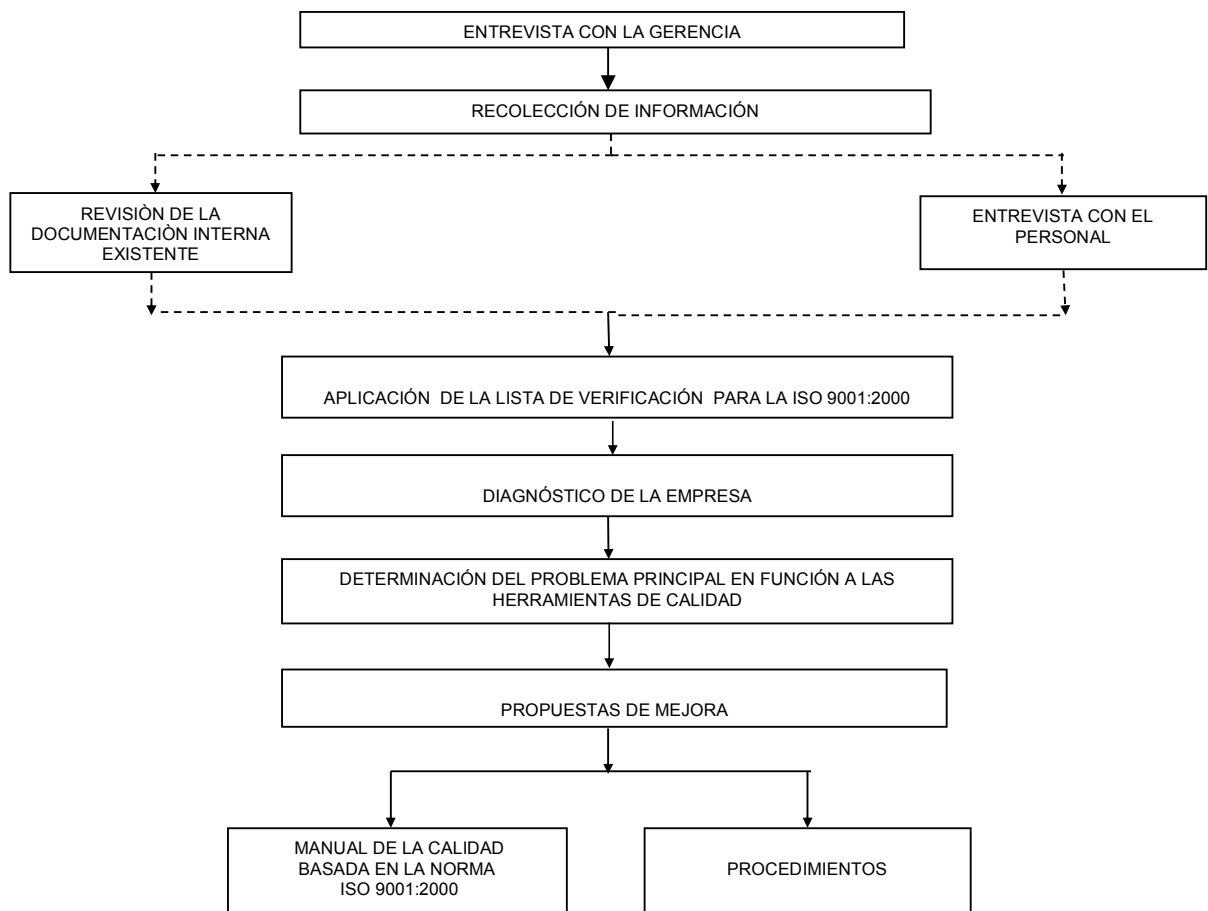 ENTREVISTA CON LA GERENCIA
RECOLECCIÓN DE INFORMACIÓN
REVISIÒN DE LA
DOCUMENTACIÒN INTERNA
EXISTENTE
ENTREVISTA CON EL
PERSONAL
APLICACIÓN DE LA LISTA DE VERIFICACIÓN PARA LA ISO 9001:2000
DIAGNÓSTICO DE LA EMPRESA
DETERMINACIÓN DEL PROBLEMA PRINCIPAL EN FUNCIÓN A LAS
HERRAMIENTAS DE CALIDAD
PROPUESTAS DE MEJORA
MANUAL DE LA CALIDAD
BASADA EN LA NORMA
ISO 9001:2000
PROCEDIMIENTOS